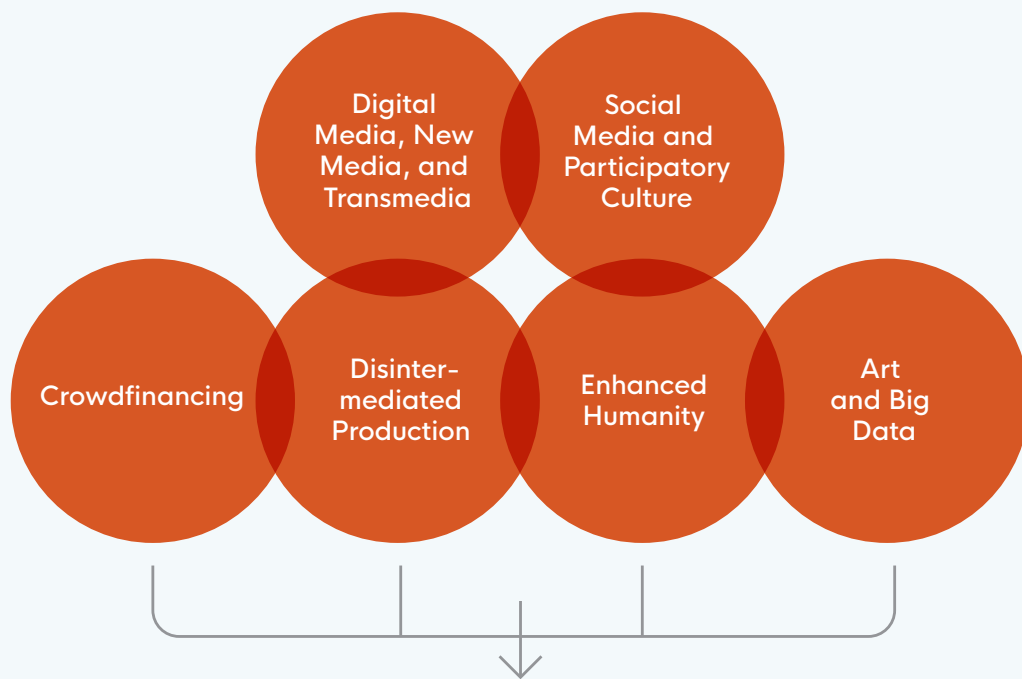 Digital
Media, New
Media, and
Transmedia
Social
Media and
Participatory
Culture
Crowdfinancing
Disinter-
mediated
Production
Enhanced
Humanity
Art
and Big
Data